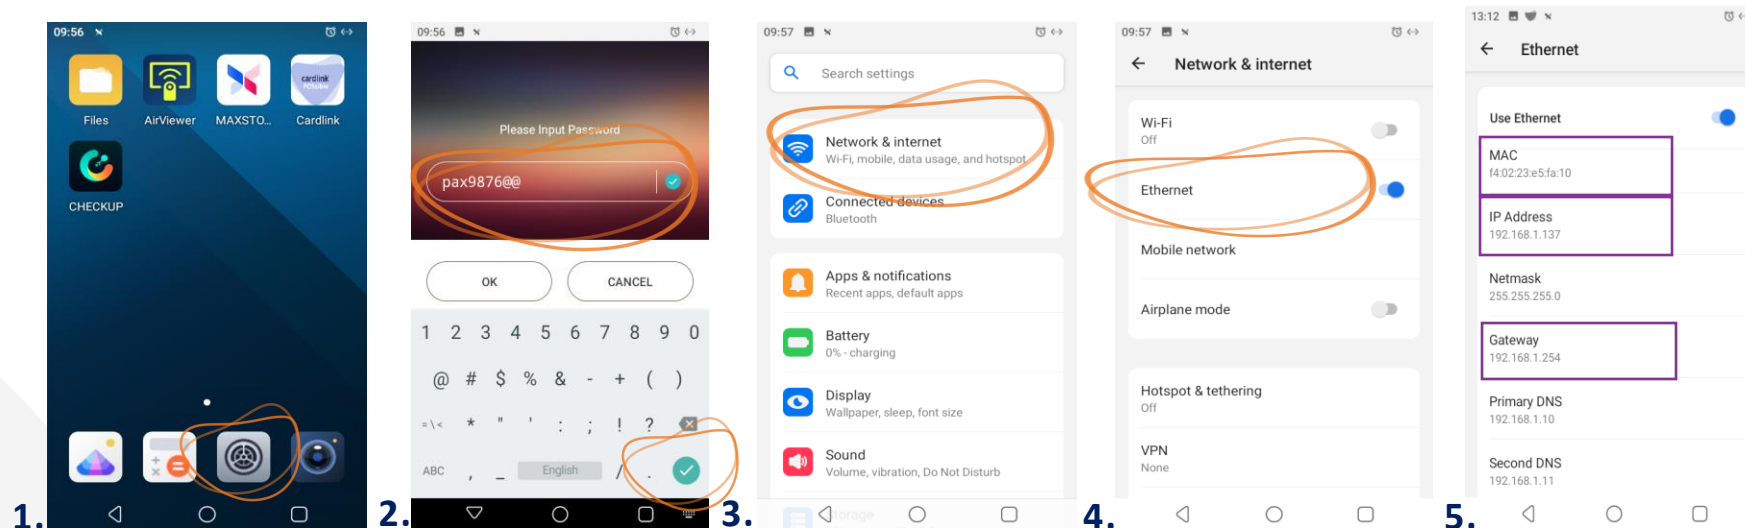 09:56
Files
AirViewer
MAXSTO...
cardlink
POSitive
Cardlink
CHECKUP
1.
09:56
Please Input Password
pax9876@@
OK
CANCEL
1 2 3 4 5 6 7 8 9 0
@ # $ % & - + ( )
=\< * " ' : ; ! ?
ABC , _ English / .
2.
09:57
Search settings
Network & internet
Wi-Fi, mobile, data usage, and hotspot
Connected devices
Bluetooth
Apps & notifications
Recent apps, default apps
Battery
0% - charging
Display
Wallpaper, sleep, font size
Sound
Volume, vibration, Do Not Disturb
Storage
3.
09:57
Network & internet
Wi-Fi
Off
Ethernet
Mobile network
Airplane mode
Hotspot & tethering
Off
VPN
None
4.
13:12
Ethernet
Use Ethernet
MAC
f4:02:23:e5:fa:10
IP Address
192.168.1.137
Netmask
255.255.255.0
Gateway
192.168.1.254
Primary DNS
192.168.1.10
Second DNS
192.168.1.11
5.